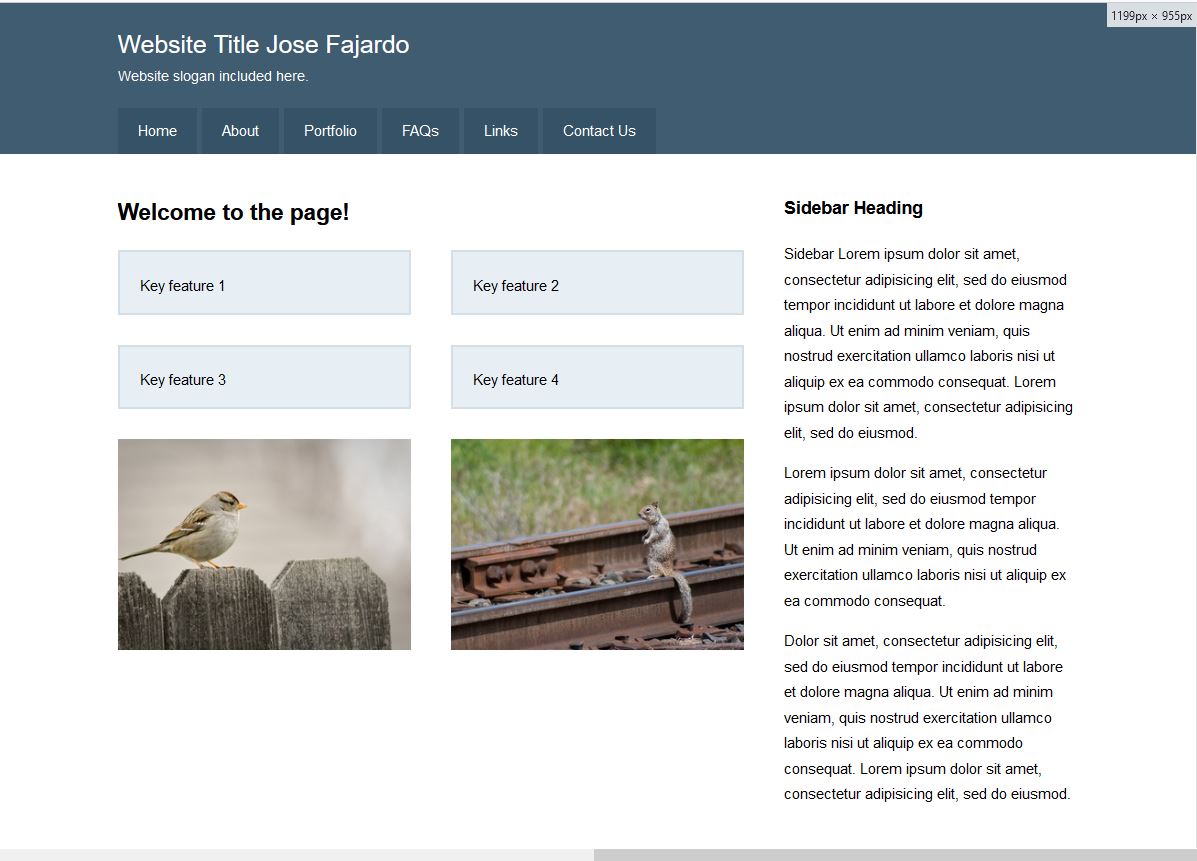 1199px × 955px
Website Title Jose Fajardo
Website slogan included here.
Home About Portfolio FAQs Links Contact Us
Welcome to the page!
Key feature 1
Key feature 2
Key feature 3
Key feature 4
Sidebar Heading
Sidebar Lorem ipsum dolor sit amet,
consectetur adipisicing elit, sed do eiusmod
tempor incididunt ut labore et dolore magna
aliqua. Ut enim ad minim veniam, quis
nostrud exercitation ullamco laboris nisi ut
aliquip ex ea commodo consequat. Lorem
ipsum dolor sit amet, consectetur adipisicing
elit, sed do eiusmod.
Lorem ipsum dolor sit amet, consectetur
adipisicing elit, sed do eiusmod tempor
incididunt ut labore et dolore magna aliqua.
Ut enim ad minim veniam, quis nostrud
exercitation ullamco laboris nisi ut aliquip ex
ea commodo consequat.
Dolor sit amet, consectetur adipisicing elit,
sed do eiusmod tempor incididunt ut labore
et dolore magna aliqua. Ut enim ad minim
veniam, quis nostrud exercitation ullamco
laboris nisi ut aliquip ex ea commodo
consequat. Lorem ipsum dolor sit amet,
consectetur adipisicing elit, sed do eiusmod.